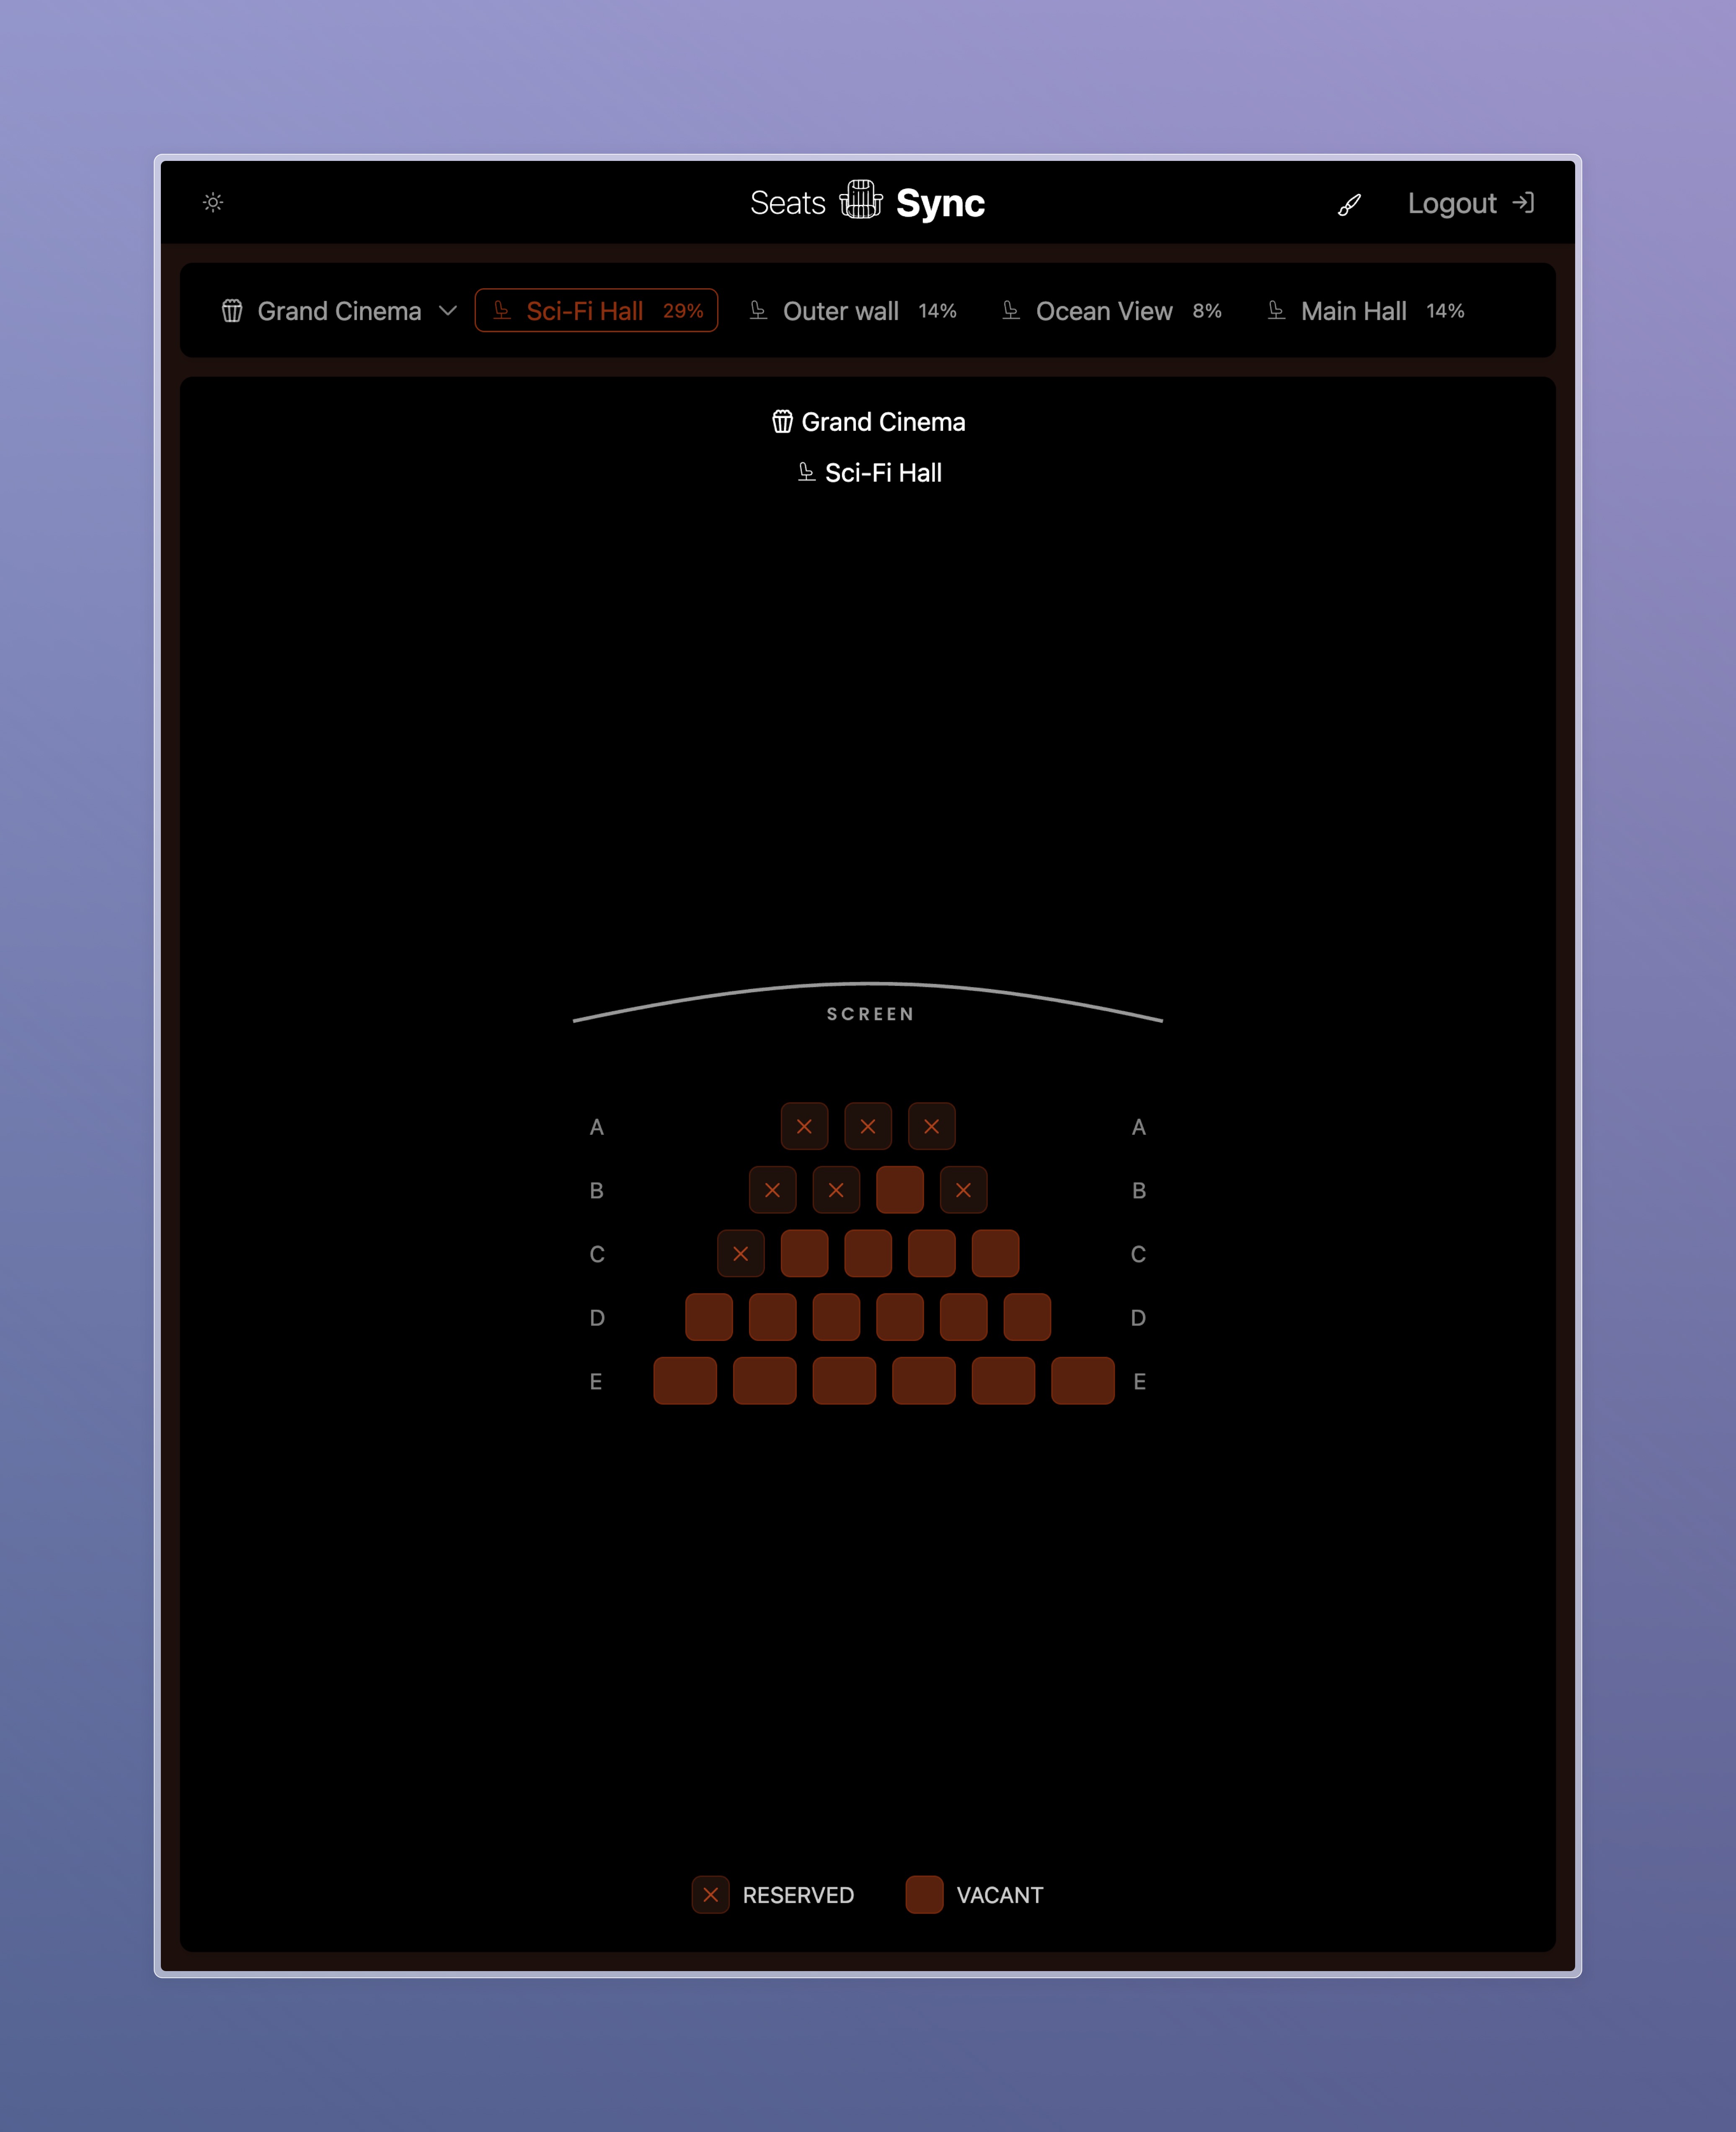 Seats Sync Logout
Grand Cinema Sci-Fi Hall 29% Outer wall 14% Ocean View 8% Main Hall 14%
Grand Cinema
Sci-Fi Hall
SCREEN
A A
B B
C C
D D
E E
RESERVED VACANT